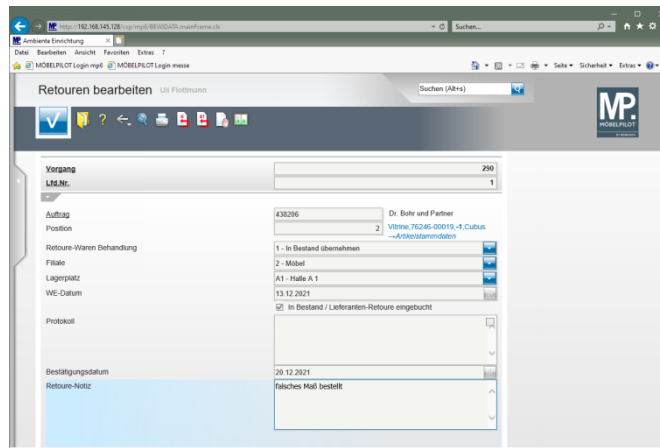 http://192.168.145.128/csp/mp6/BEWIDATA.mainFrame.cls
Suchen...
Ambiente Einrichtung
Datei Bearbeiten Ansicht Favoriten Extras ?
MÖBELPILOT Login mp6 MÖBELPILOT Login messe
Seite Sicherheit Extras
Retouren bearbeiten Uli Flottmann
Suchen (Alt+s)
MP
MÖBELPILOT
Vorgang 290
Lfd.Nr. 1
Auftrag 438206 Dr. Bohr und Partner
Position 2 Vitrine,76246-00019,-1,Cubus
→Artikelstammdaten
Retoure-Waren Behandlung 1 - In Bestand übernehmen
Filiale 2 - Möbel
Lagerplatz A1 - Halle A 1
WE-Datum 13.12.2021
In Bestand / Lieferanten-Retoure eingebucht
Protokoll
Bestätigungsdatum 20.12.2021
Retoure-Notiz falsches Maß bestellt